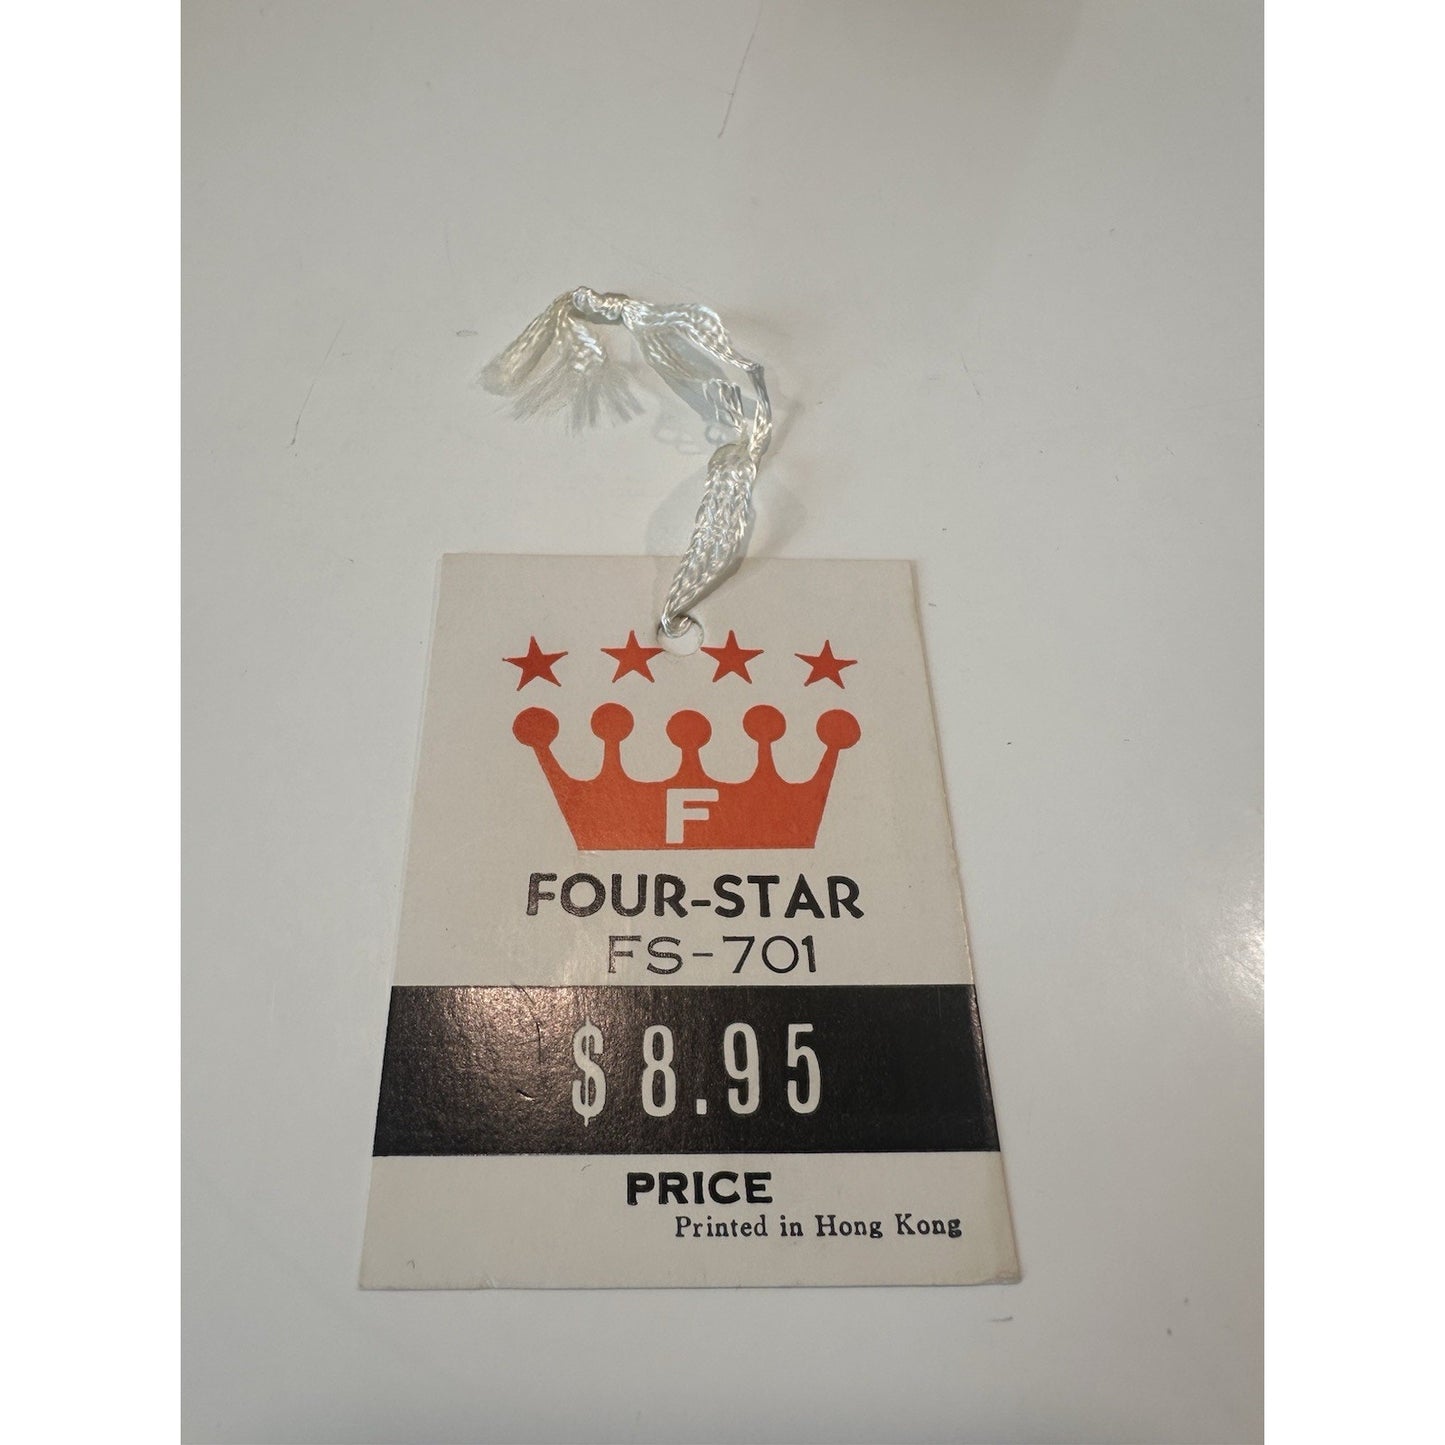 F
FOUR-STAR
FS-701
$8.95
PRICE
Printed in Hong Kong